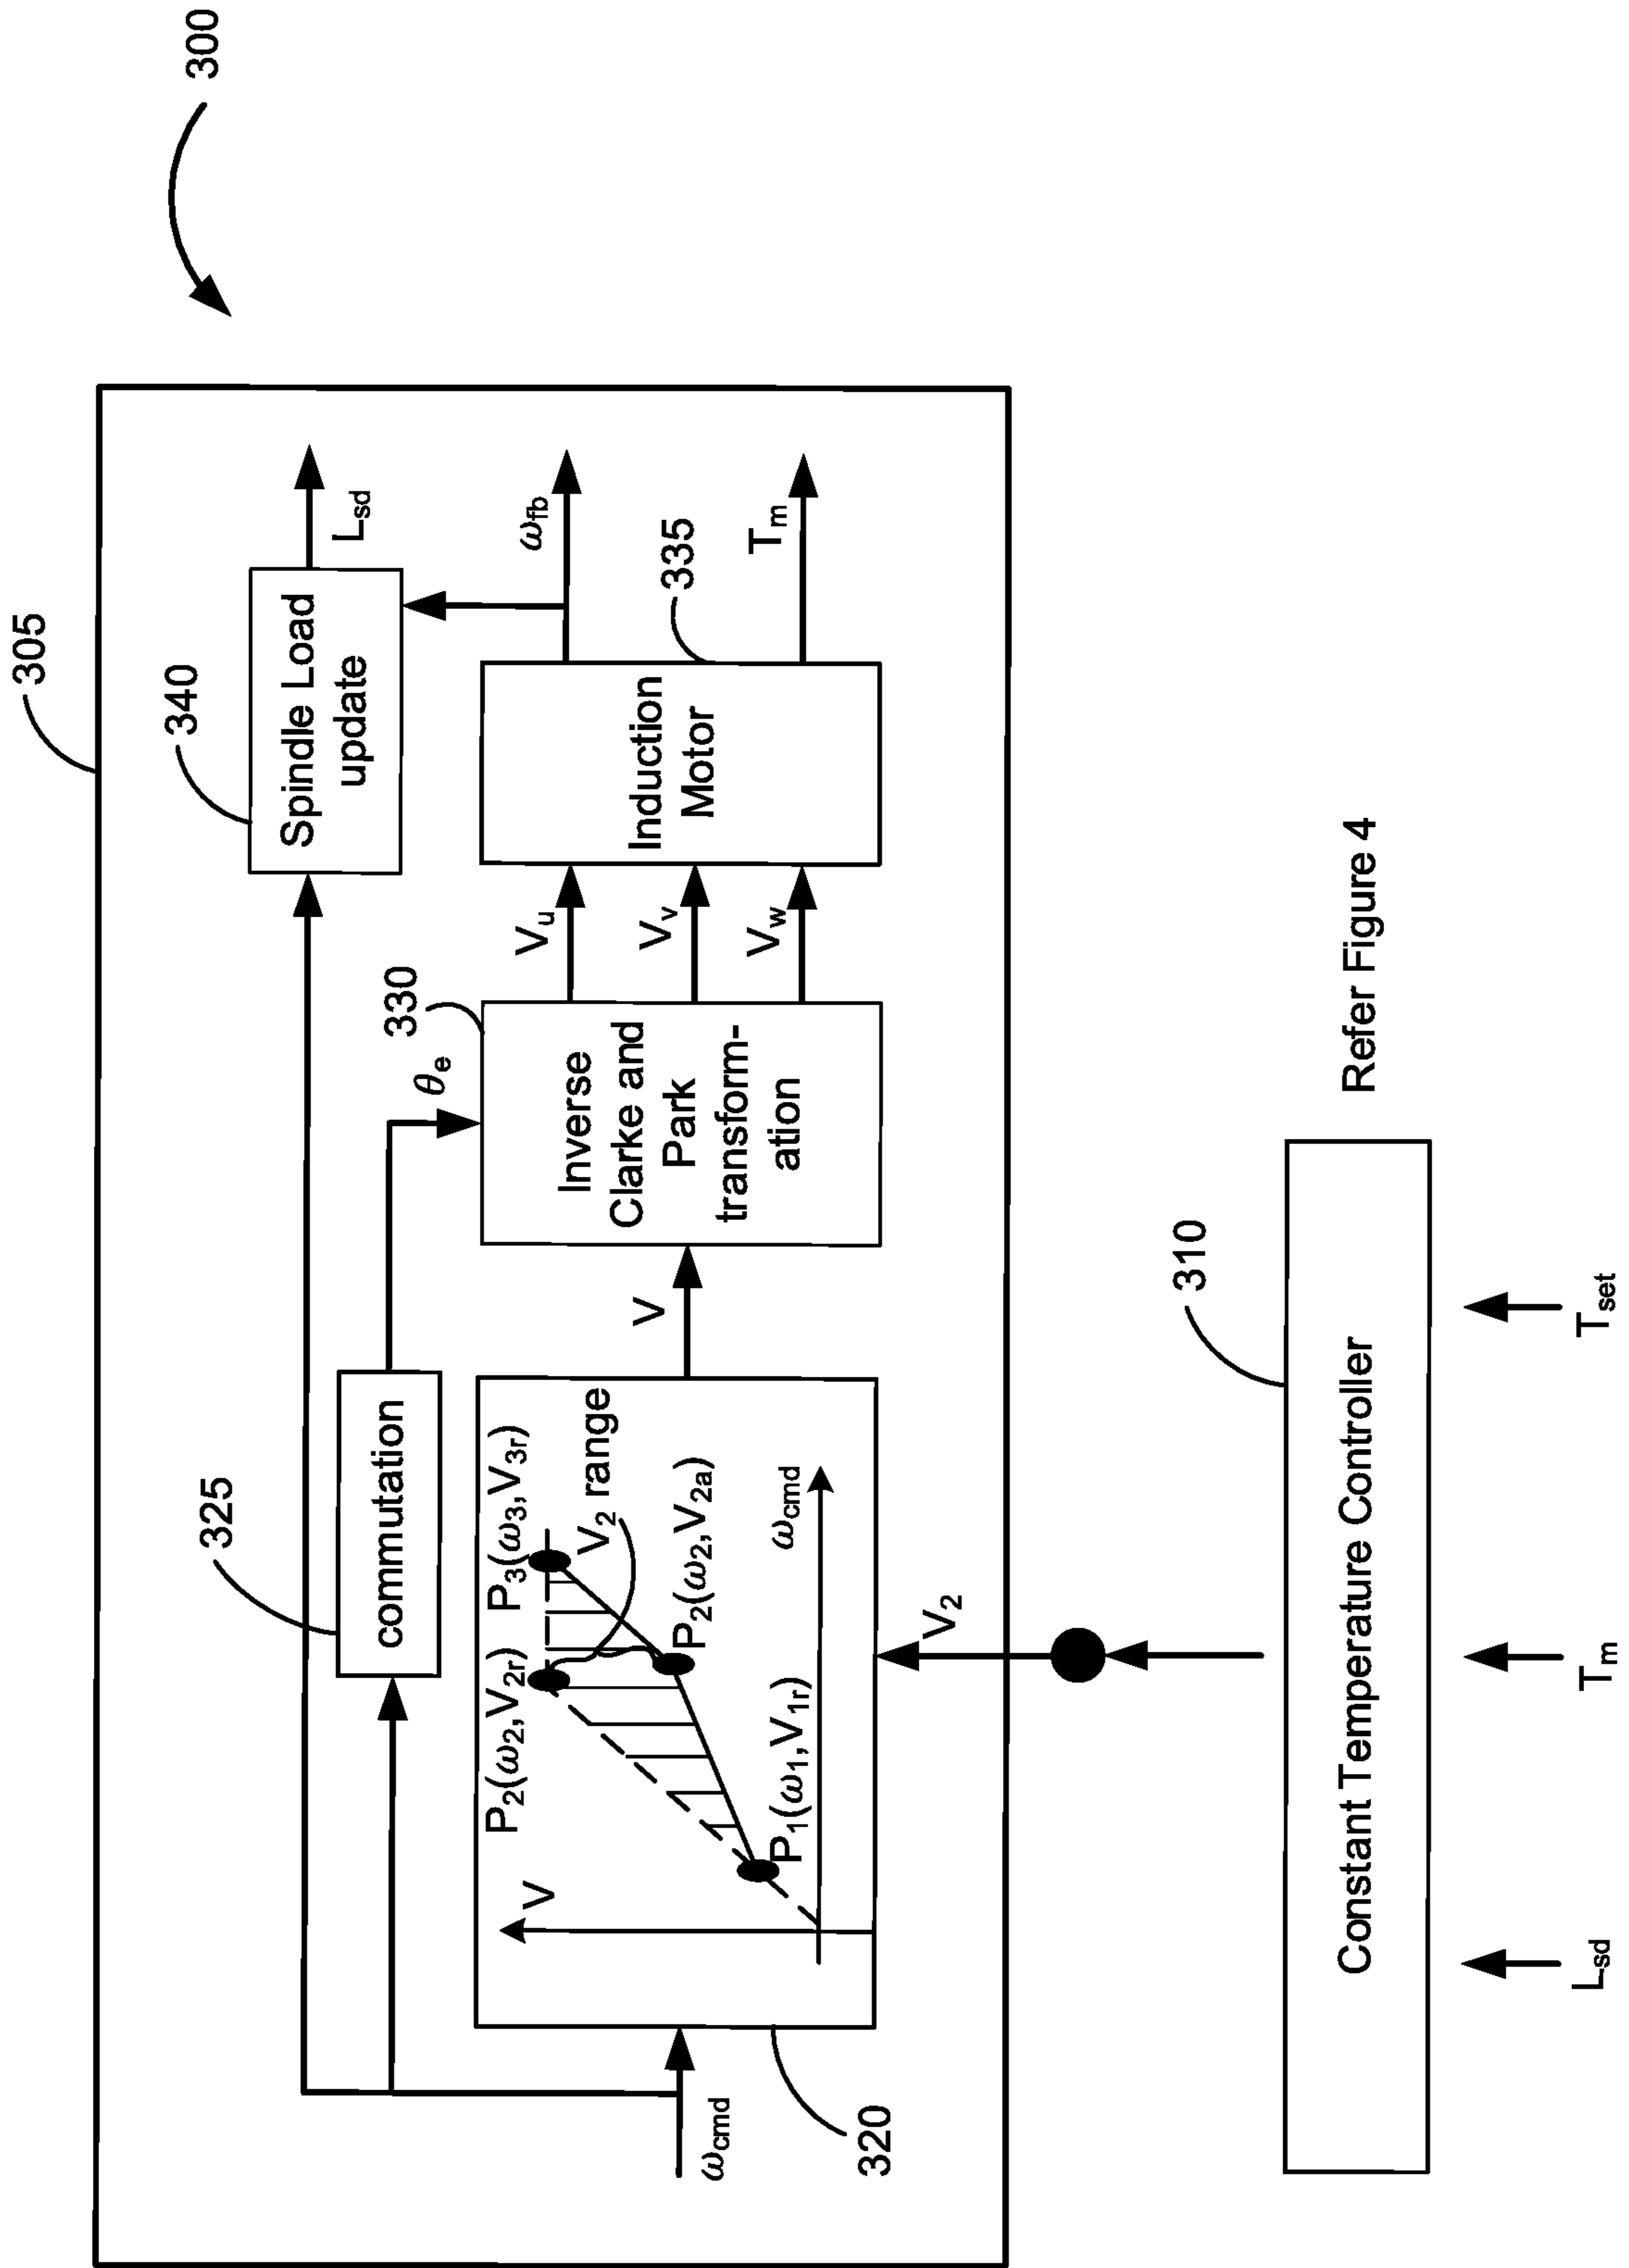 300
305
340
Spindle Load
update
L_sd
ω_fb
T_m
335
Induction
Motor
V_u
V_v
V_w
330
θ_e
Inverse
Clarke and
Park
transform-
ation
V
325
commutation
P_2(ω_2,V_2r)
P_3(ω_3,V_3r)
V_2 range
P_2(ω_2,V_2a)
P_1(ω_1,V_1r)
V
ω_cmd
ω_cmd
320
V_2
310
Constant Temperature Controller
L_sd
T_m
T_set
Refer Figure 4